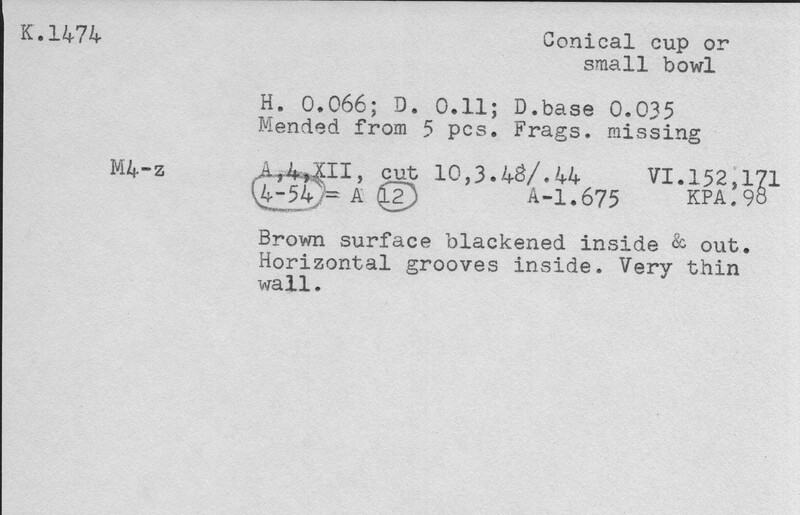 K.1474
Conical cup or
small bowl
H. 0.066; D. 0.11; D.base 0.035
Mended from 5 pcs. Frags. missing
M4-z
A,4,XII, cut 10,3.48/.44 VI.152,171
4-54 = A 12 A-1.675 KPA.98
Brown surface blackened inside & out.
Horizontal grooves inside. Very thin
wall.